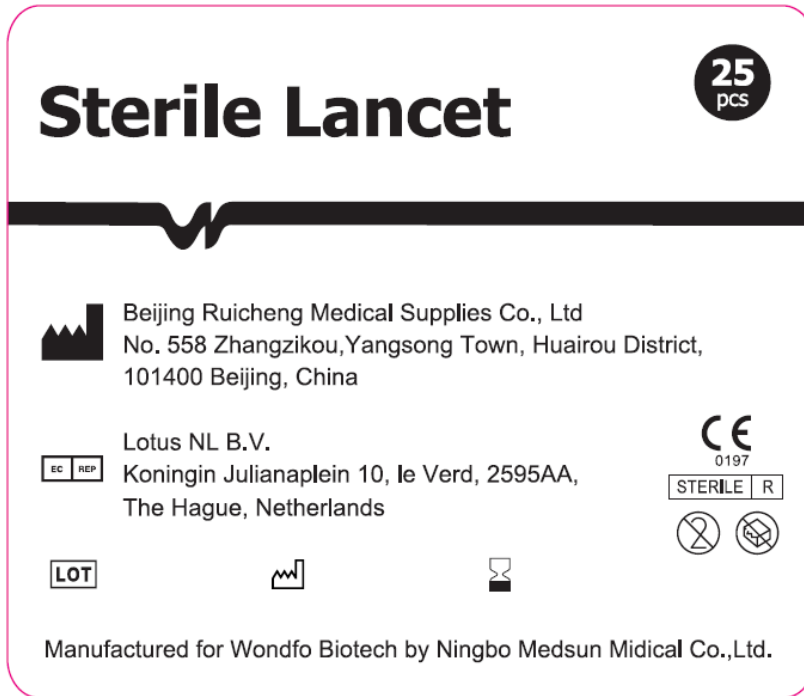 Sterile Lancet
25
pcs
Beijing Ruicheng Medical Supplies Co., Ltd
No. 558 Zhangzikou,Yangsong Town, Huairou District,
101400 Beijing, China
EC REP
Lotus NL B.V.
Koningin Julianaplein 10, le Verd, 2595AA,
The Hague, Netherlands
CE
0197
STERILE R
2
LOT
Manufactured for Wondfo Biotech by Ningbo Medsun Midical Co.,Ltd.